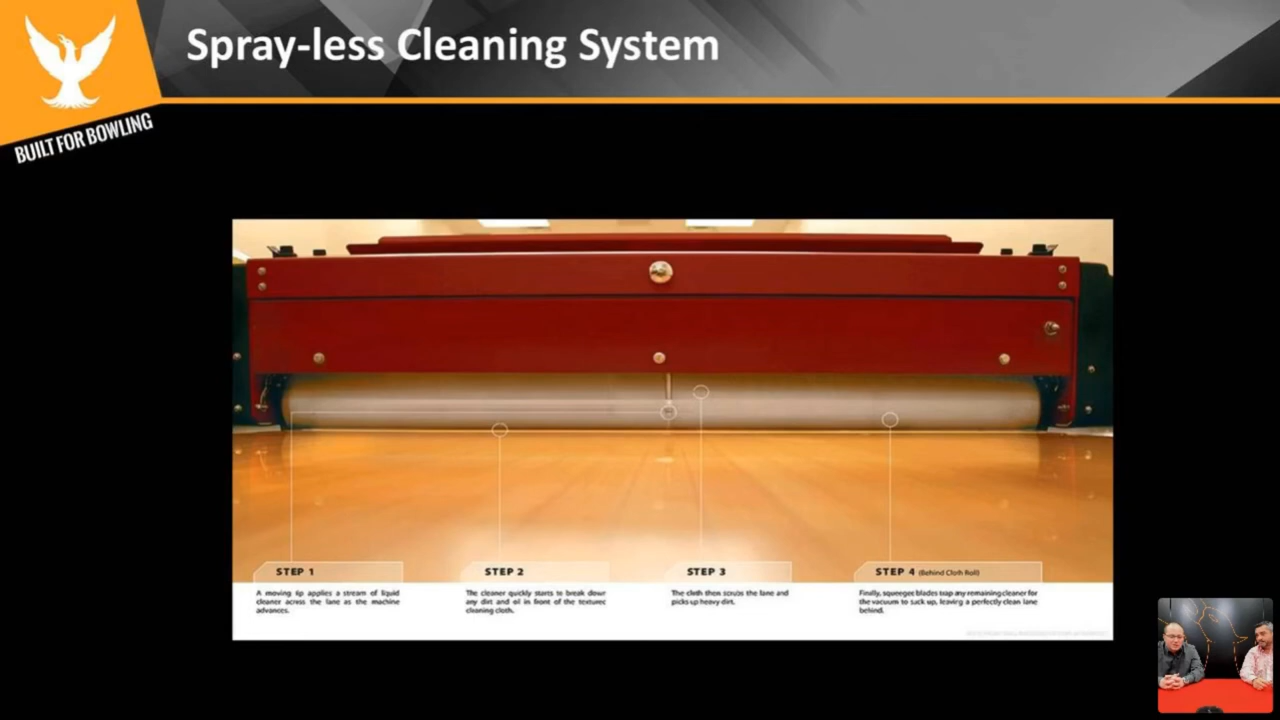 Spray-less Cleaning System
BUILT FOR BOWLING
STEP 1
A moving tip applies a stream of liquid
cleaner across the lane as the machine
advances.
STEP 2
The cleaner quickly starts to break down
any dirt and oil in front of the textured
cleaning cloth.
STEP 3
The cloth then scrubs the lane and
picks up heavy dirt.
STEP 4 (Behind Cloth Roll)
Finally, squeegee blades trap any remaining cleaner for
the vacuum to suck up, leaving a perfectly clean lane
behind.